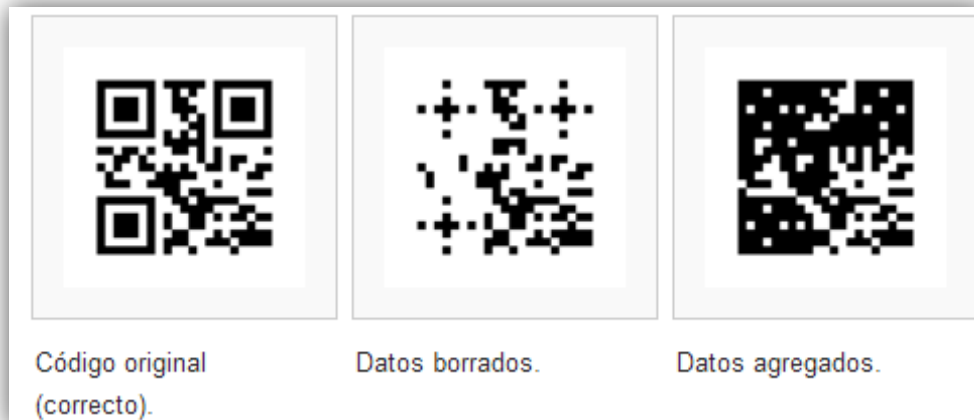 Código original
(correcto).
Datos borrados.
Datos agregados.